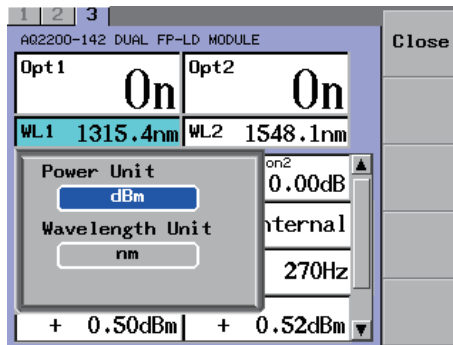 1 2 3
AQ2200-142 DUAL FP-LD MODULE
Close
Opt1 On Opt2 On
WL1 1315.4nm WL2 1548.1nm
Power Unit
dBm
Wavelength Unit
nm
on2
0.00dB
nternal
270Hz
+ 0.50dBm + 0.52dBm